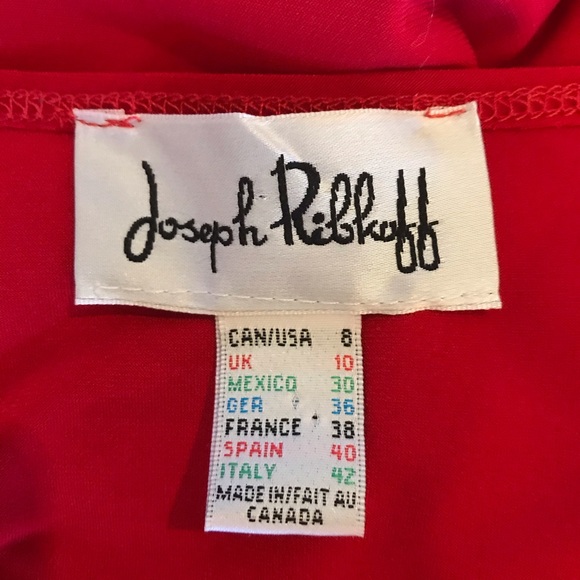 Joseph Ribkoff
CAN/USA 8
UK 10
MEXICO 30
GER 36
FRANCE 38
SPAIN 40
ITALY 42
MADE IN/FAIT AU
CANADA